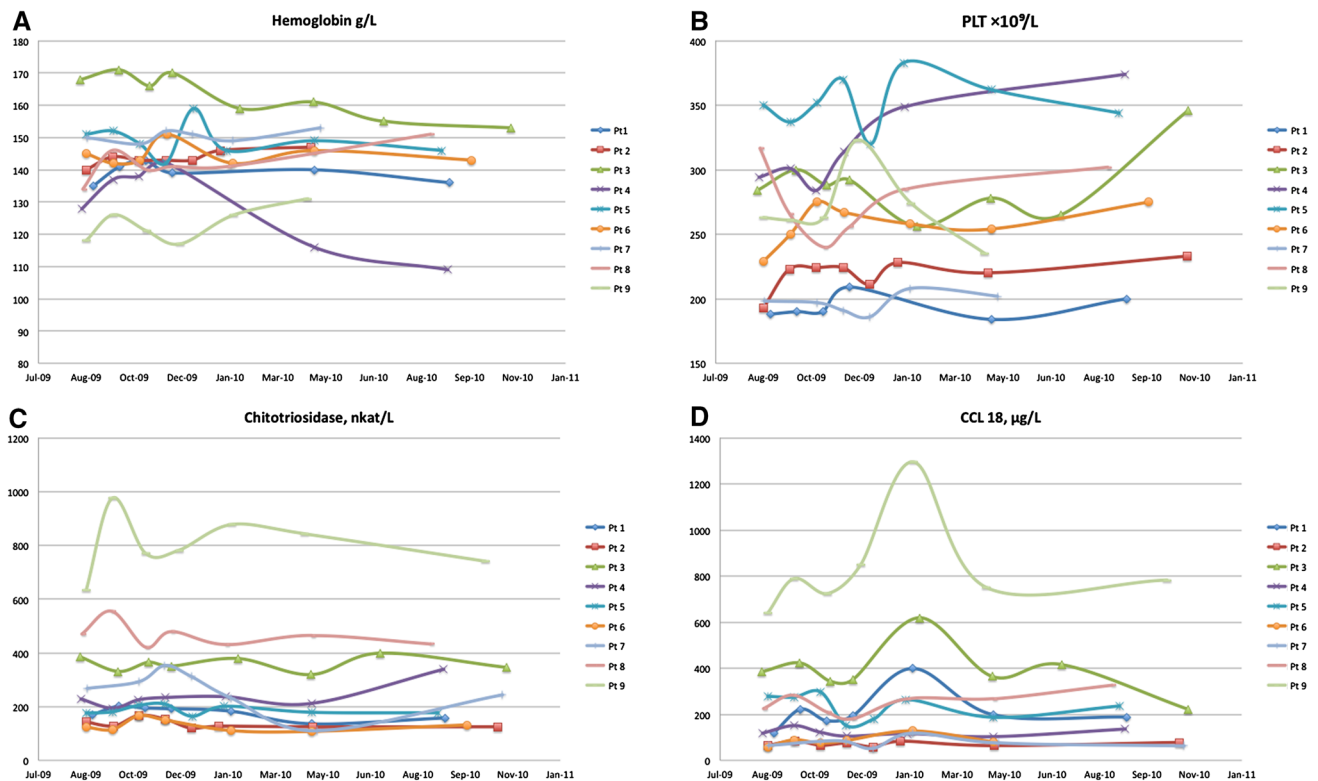 A
Hemoglobin g/L
180
170
160
150
140
130
120
110
100
90
80
Jul-09 Aug-09 Oct-09 Dec-09 Jan-10 Mar-10 May-10 Jun-10 Aug-10 Sep-10 Nov-10 Jan-11
Pt1
Pt 2
Pt 3
Pt 4
Pt 5
Pt 6
Pt 7
Pt 8
Pt 9
B
PLT ×10⁹/L
400
350
300
250
200
150
Jul-09 Aug-09 Oct-09 Dec-09 Jan-10 Mar-10 May-10 Jun-10 Aug-10 Sep-10 Nov-10 Jan-11
Pt 1
Pt 2
Pt 3
Pt 4
Pt 5
Pt 6
Pt 7
Pt 8
Pt 9
C
Chitotriosidase, nkat/L
1200
1000
800
600
400
200
0
Jul-09 Aug-09 Oct-09 Dec-09 Jan-10 Mar-10 May-10 Jun-10 Aug-10 Sep-10 Nov-10 Jan-11
Pt 1
Pt 2
Pt 3
Pt 4
Pt 5
Pt 6
Pt 7
Pt 8
Pt 9
D
CCL 18, µg/L
1400
1200
1000
800
600
400
200
0
Jul-09 Aug-09 Oct-09 Dec-09 Jan-10 Mar-10 May-10 Jun-10 Aug-10 Sep-10 Nov-10 Jan-11
Pt 1
Pt 2
Pt 3
Pt 4
Pt 5
Pt 6
Pt 7
Pt 8
Pt 9